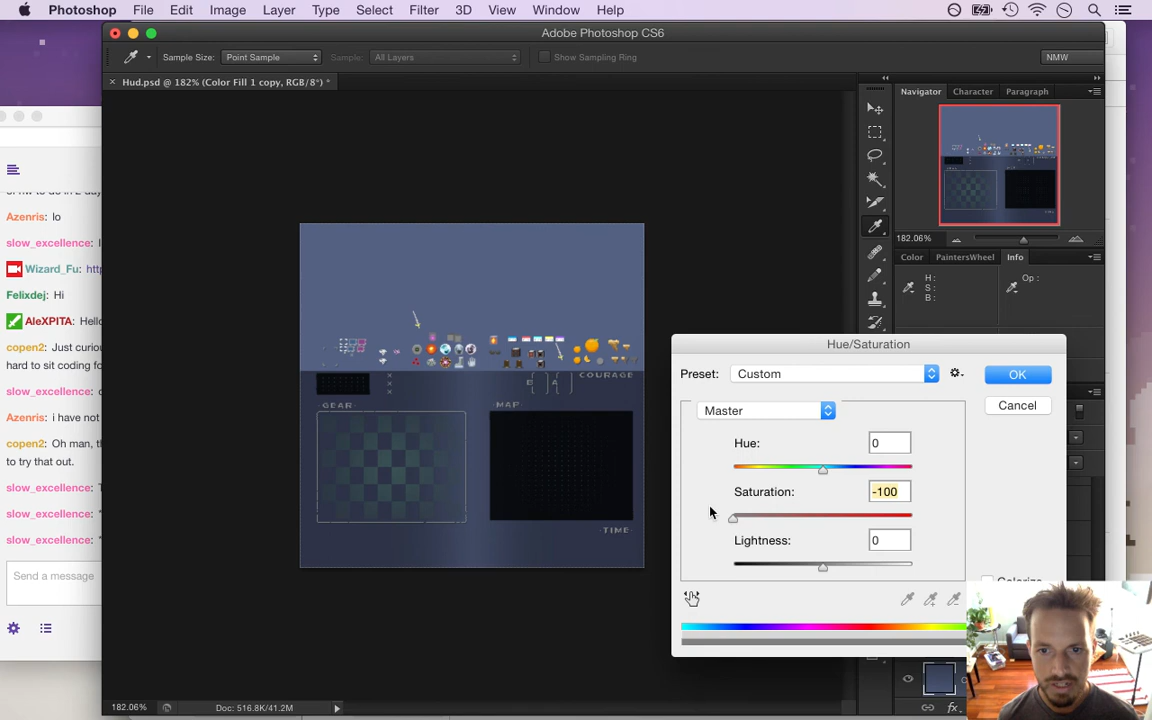 Photoshop File Edit Image Layer Type Select Filter 3D View Window Help
Adobe Photoshop CS6
Sample Size: Point Sample Sample: All Layers Show Sampling Ring NMW
× Hud.psd @ 182% (Color Fill 1 copy, RGB/8*) *
Navigator Character Paragraph
182.06%
Color PaintersWheel Info
H:
S:
B:
Op:
Azenris: lo
slow_excellence:
Wizard_Fu: http
Felixdej: Hi
AleXPITA: Hello
copen2: Just curiou
hard to sit coding fo
slow_excellence:
Azenris: i have not
copen2: Oh man, th
to try that out.
slow_excellence:
slow_excellence: *
slow_excellence: *
Send a message
COURAGE
B A
GEAR
MAP
TIME
Hue/Saturation
Preset: Custom
OK
Master
Cancel
Hue: 0
Saturation: -100
Lightness: 0
Colorize
182.06% Doc: 516.8K/41.2M
fx